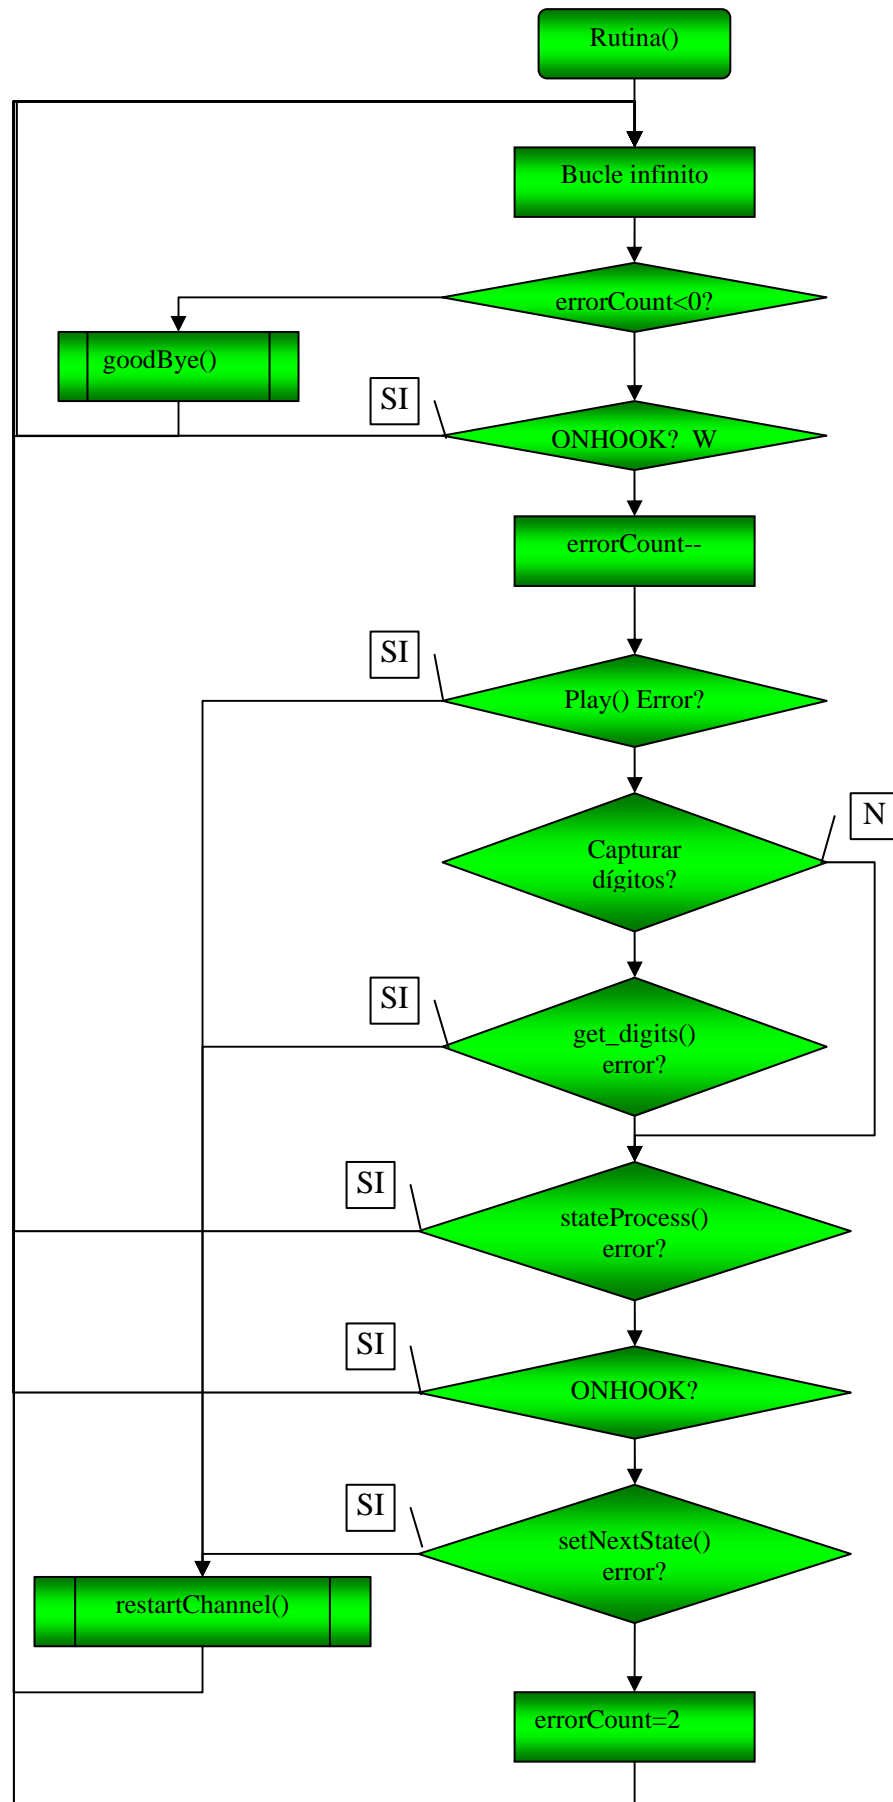 Rutina()
Bucle infinito
errorCount<0?
goodBye()
SI
ONHOOK? W
errorCount--
SI
Play() Error?
N
Capturar
dígitos?
SI
get_digits()
error?
SI
stateProcess()
error?
SI
ONHOOK?
SI
setNextState()
error?
restartChannel()
errorCount=2